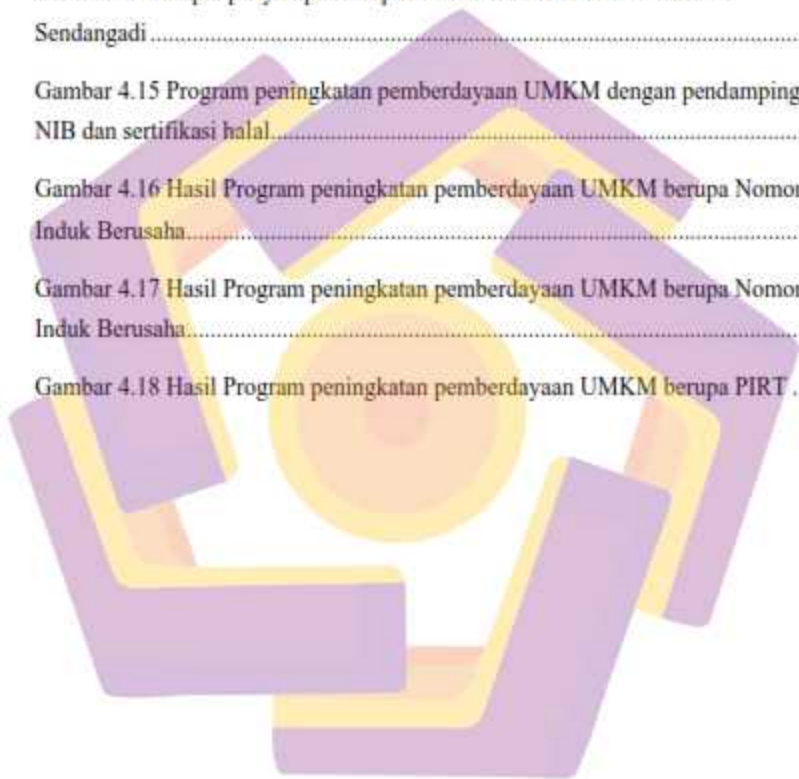 Sendangadi ....................................................................
Gambar 4.15 Program peningkatan pemberdayaan UMKM dengan pendamping
NIB dan sertifikasi halal....................................................................
Gambar 4.16 Hasil Program peningkatan pemberdayaan UMKM berupa Nomor
Induk Berusaha....................................................................
Gambar 4.17 Hasil Program peningkatan pemberdayaan UMKM berupa Nomor
Induk Berusaha....................................................................
Gambar 4.18 Hasil Program peningkatan pemberdayaan UMKM berupa PIRT .